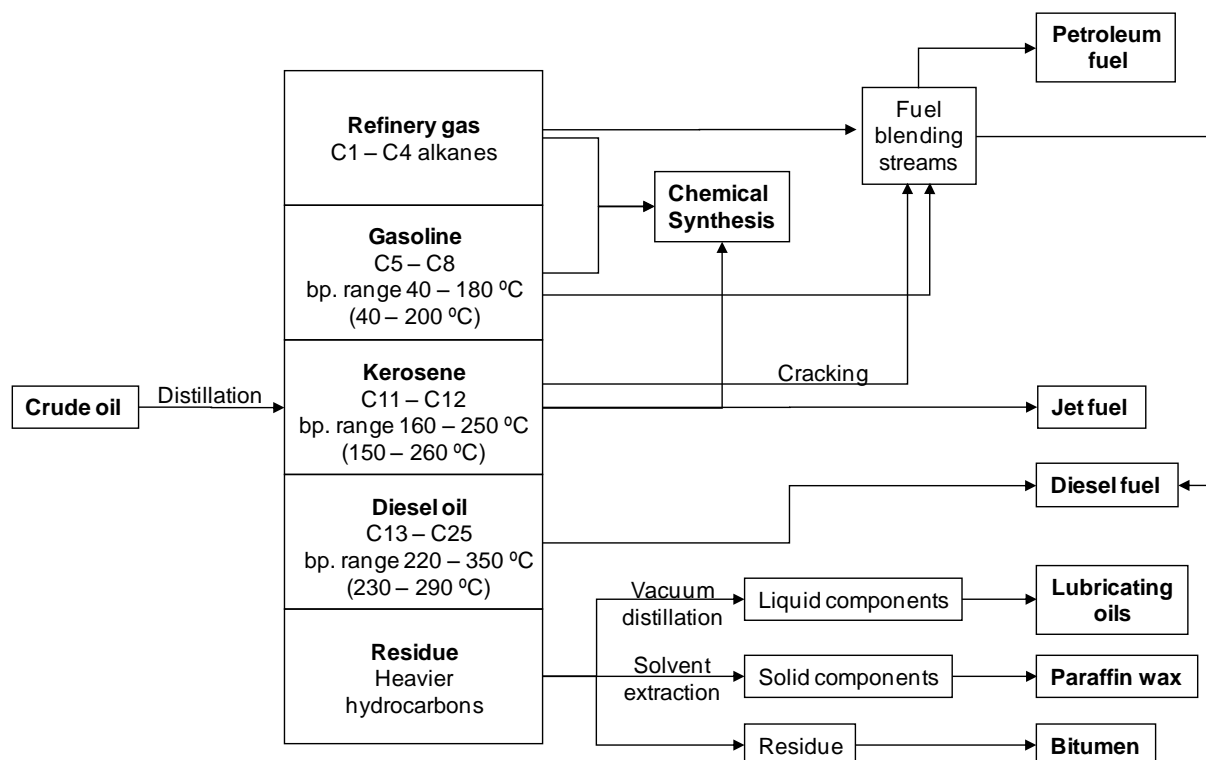 Petroleum
fuel
Refinery gas
C1 – C4 alkanes
Fuel
blending
streams
Chemical
Synthesis
Gasoline
C5 – C8
bp. range 40 – 180 ºC
(40 – 200 ºC)
Crude oil
Distillation
Kerosene
C11 – C12
bp. range 160 – 250 ºC
(150 – 260 ºC)
Cracking
Jet fuel
Diesel oil
C13 – C25
bp. range 220 – 350 ºC
(230 – 290 ºC)
Diesel fuel
Residue
Heavier
hydrocarbons
Vacuum
distillation
Liquid components
Lubricating
oils
Solvent
extraction
Solid components
Paraffin wax
Residue
Bitumen